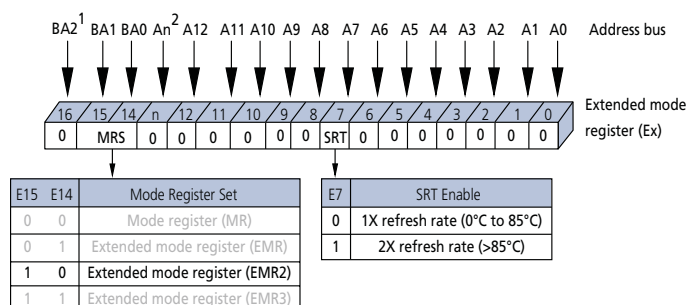 BA2¹ BA1 BA0 An² A12 A11 A10 A9 A8 A7 A6 A5 A4 A3 A2 A1 A0 Address bus
16 15 14 n 12 11 10 9 8 7 6 5 4 3 2 1 0
Extended mode
register (Ex)
0 MRS 0 0 0 0 0 0 SRT 0 0 0 0 0 0 0
E15 E14 Mode Register Set
0 0 Mode register (MR)
0 1 Extended mode register (EMR)
1 0 Extended mode register (EMR2)
1 1 Extended mode register (EMR3)
E7 SRT Enable
0 1X refresh rate (0°C to 85°C)
1 2X refresh rate (>85°C)